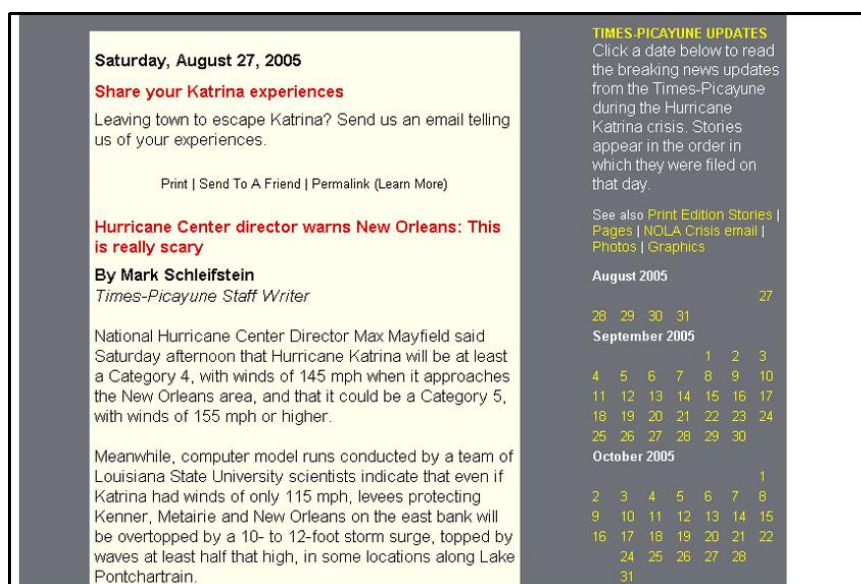 Saturday, August 27, 2005
Share your Katrina experiences
Leaving town to escape Katrina? Send us an email telling
us of your experiences.
Print | Send To A Friend | Permalink (Learn More)
Hurricane Center director warns New Orleans: This
is really scary
By Mark Schleifstein
Times-Picayune Staff Writer
National Hurricane Center Director Max Mayfield said
Saturday afternoon that Hurricane Katrina will be at least
a Category 4, with winds of 145 mph when it approaches
the New Orleans area, and that it could be a Category 5,
with winds of 155 mph or higher.
Meanwhile, computer model runs conducted by a team of
Louisiana State University scientists indicate that even if
Katrina had winds of only 115 mph, levees protecting
Kenner, Metairie and New Orleans on the east bank will
be overtopped by a 10- to 12-foot storm surge, topped by
waves at least half that high, in some locations along Lake
Pontchartrain.
TIMES-PICAYUNE UPDATES
Click a date below to read
the breaking news updates
from the Times-Picayune
during the Hurricane
Katrina crisis. Stories
appear in the order in
which they were filed on
that day.
See also Print Edition Stories |
Pages | NOLA Crisis email |
Photos | Graphics
August 2005
27
28 29 30 31
September 2005
1 2 3
4 5 6 7 8 9 10
11 12 13 14 15 16 17
18 19 20 21 22 23 24
25 26 27 28 29 30
October 2005
1
2 3 4 5 6 7 8
9 10 11 12 13 14 15
16 17 18 19 20 21 22
24 25 26 27 28
31